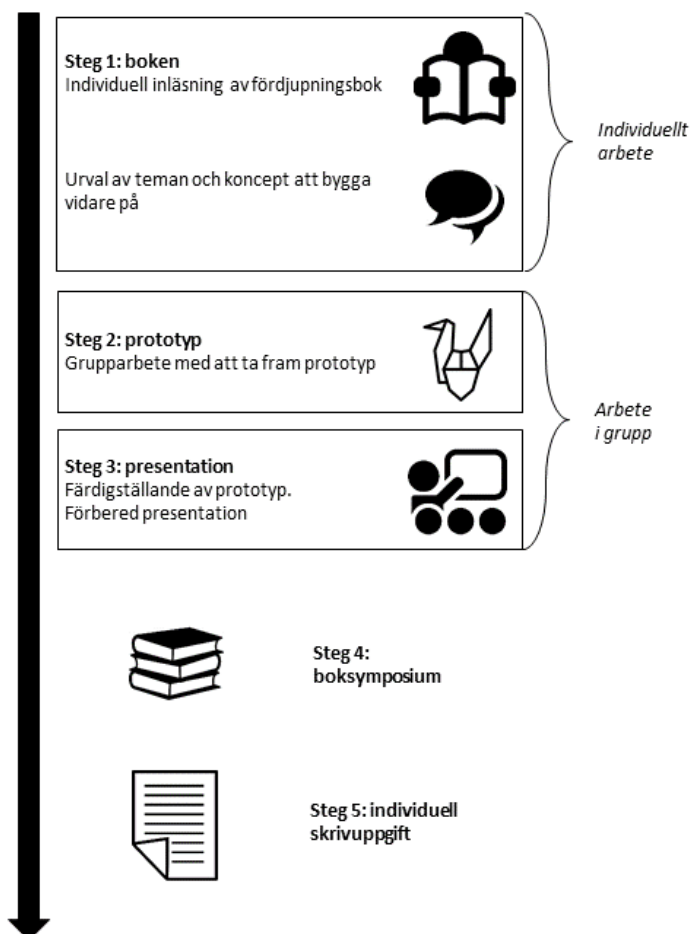 Steg 1: boken
Individuell inläsning av fördjupningsbok
Urval av teman och koncept att bygga
vidare på
Individuellt
arbete
Steg 2: prototyp
Grupparbete med att ta fram prototyp
Steg 3: presentation
Färdigställande av prototyp.
Förbered presentation
Arbete
i grupp
Steg 4:
boksymposium
Steg 5: individuell
skrivuppgift